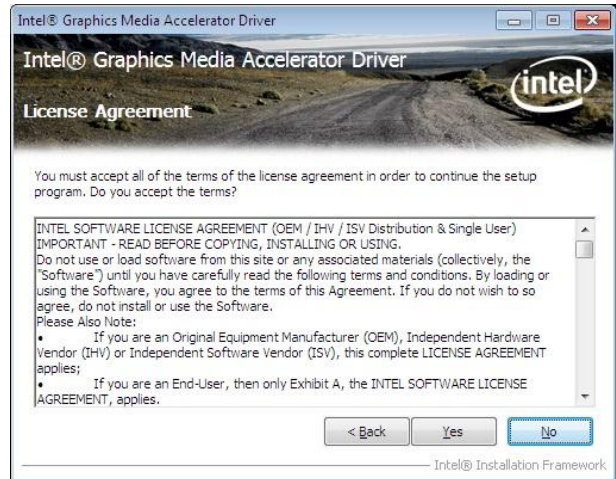 Intel® Graphics Media Accelerator Driver
Intel® Graphics Media Accelerator Driver
intel
License Agreement
You must accept all of the terms of the license agreement in order to continue the setup
program. Do you accept the terms?
INTEL SOFTWARE LICENSE AGREEMENT (OEM / IHV / ISV Distribution & Single User)
IMPORTANT - READ BEFORE COPYING, INSTALLING OR USING.
Do not use or load software from this site or any associated materials (collectively, the
"Software") until you have carefully read the following terms and conditions. By loading or
using the Software, you agree to the terms of this Agreement. If you do not wish to so
agree, do not install or use the Software.
Please Also Note:
• If you are an Original Equipment Manufacturer (OEM), Independent Hardware
Vendor (IHV) or Independent Software Vendor (ISV), this complete LICENSE AGREEMENT
applies;
• If you are an End-User, then only Exhibit A, the INTEL SOFTWARE LICENSE
AGREEMENT, applies.
< Back Yes No
Intel® Installation Framework